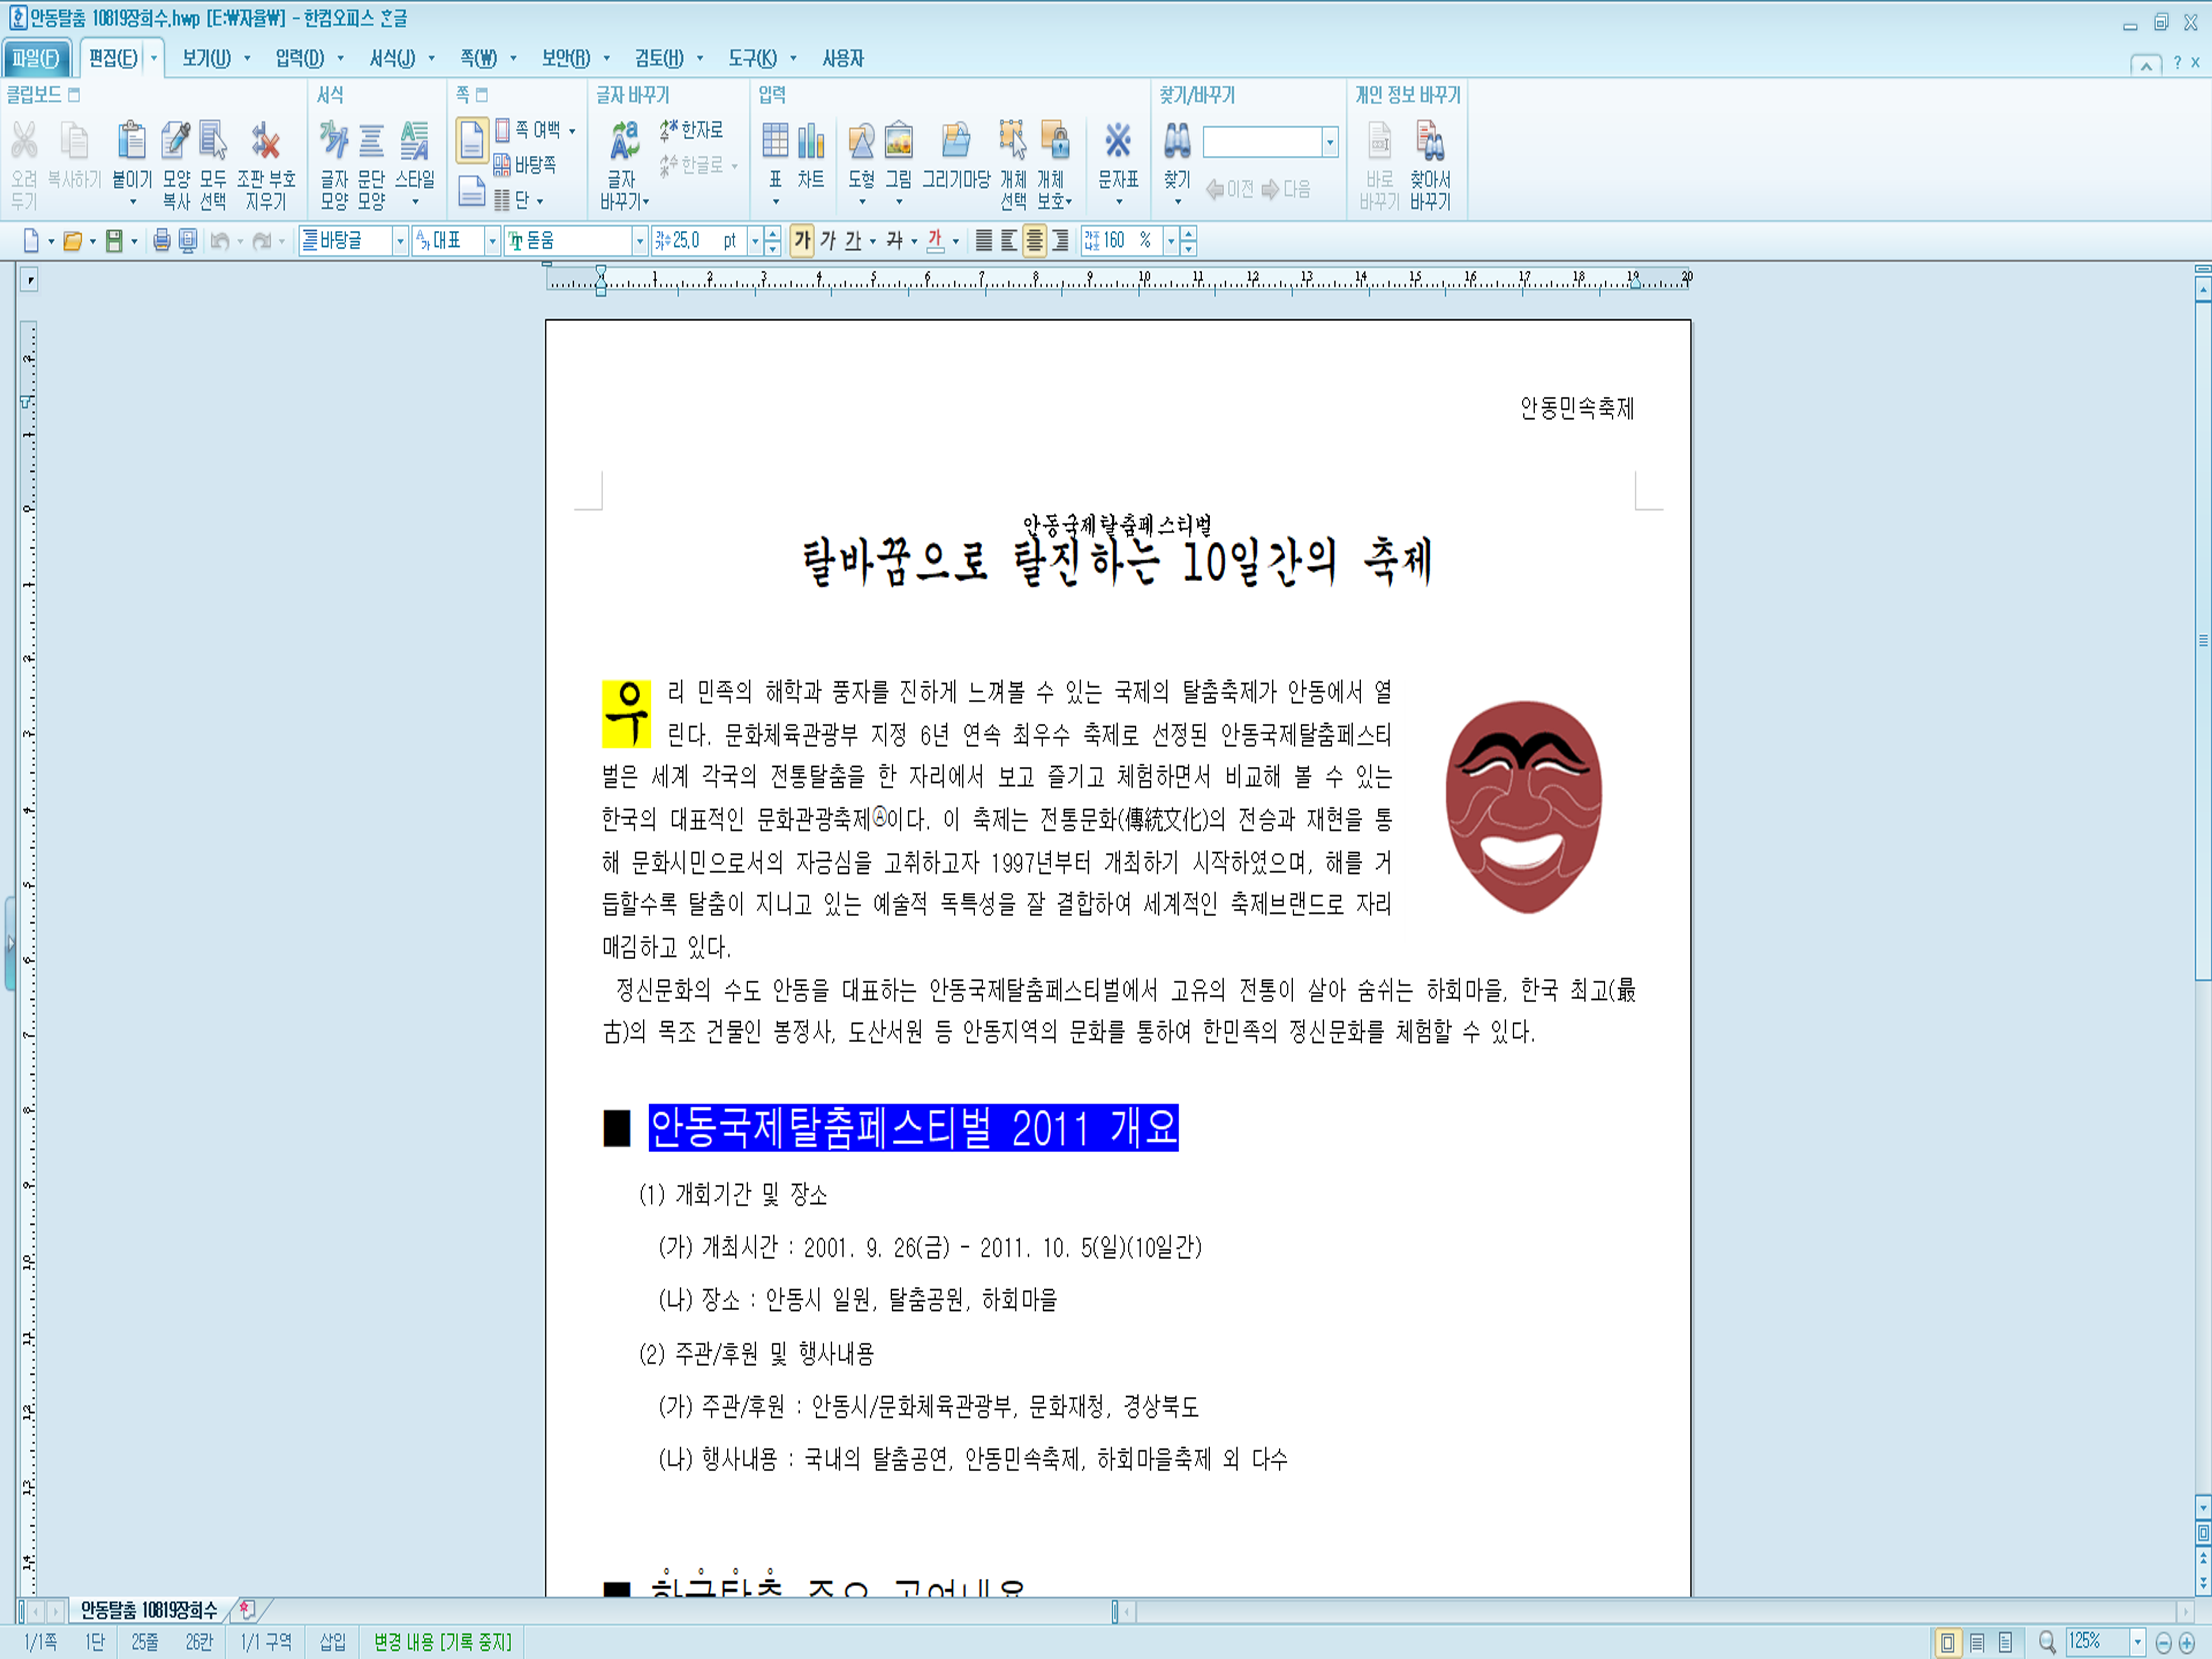 안동탈춤 10819장희수.hwp [E:₩자율₩] - 한컴오피스 한글
파일(F) 편집(E) 보기(U) 입력(D) 서식(J) 쪽(W) 보안(R) 검토(H) 도구(K) 사용자
클립보드 서식 쪽 글자 바꾸기 입력 찾기/바꾸기 개인 정보 바꾸기
오려 두기 복사하기 붙이기 모양 복사 모두 선택 조판 부호 지우기 글자 모양 문단 모양 스타일 쪽 여백 바탕쪽 단 글자 바꾸기 한자로 한글로 표 차트 도형 그림 그리기마당 개체 선택 개체 보호 문자표 찾기 이전 다음 바로 바꾸기 찾아서 바꾸기
바탕글 대표 돋움 25.0 pt 가 가 가 가 가 160 %
1 2 3 4 5 6 7 8 9 10 11 12 13 14 15 16 17 18 19 20
안동민속축제
안동국제탈춤페스티벌
탈바꿈으로 탈진하는 10일간의 축제
우리 민족의 해학과 풍자를 진하게 느껴볼 수 있는 국제의 탈춤축제가 안동에서 열
린다. 문화체육관광부 지정 6년 연속 최우수 축제로 선정된 안동국제탈춤페스티
벌은 세계 각국의 전통탈춤을 한 자리에서 보고 즐기고 체험하면서 비교해 볼 수 있는
한국의 대표적인 문화관광축제Ⓐ이다. 이 축제는 전통문화(傳統文化)의 전승과 재현을 통
해 문화시민으로서의 자긍심을 고취하고자 1997년부터 개최하기 시작하였으며, 해를 거
듭할수록 탈춤이 지니고 있는 예술적 독특성을 잘 결합하여 세계적인 축제브랜드로 자리
매김하고 있다.
정신문화의 수도 안동을 대표하는 안동국제탈춤페스티벌에서 고유의 전통이 살아 숨쉬는 하회마을, 한국 최고(最
古)의 목조 건물인 봉정사, 도산서원 등 안동지역의 문화를 통하여 한민족의 정신문화를 체험할 수 있다.
■ 안동국제탈춤페스티벌 2011 개요
(1) 개회기간 및 장소
(가) 개최시간 : 2001. 9. 26(금) - 2011. 10. 5(일)(10일간)
(나) 장소 : 안동시 일원, 탈춤공원, 하회마을
(2) 주관/후원 및 행사내용
(가) 주관/후원 : 안동시/문화체육관광부, 문화재청, 경상북도
(나) 행사내용 : 국내의 탈춤공연, 안동민속축제, 하회마을축제 외 다수
안동탈춤 10819장희수
1/1쪽 1단 25줄 26칸 1/1 구역 삽입 변경 내용 [기록 중지] 125%